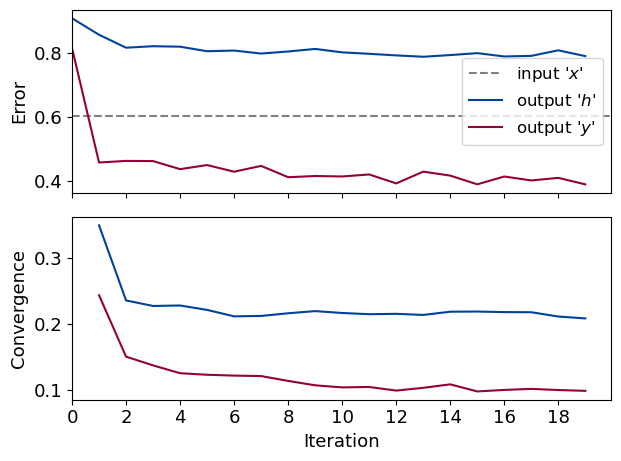 Error
0.8
0.6
0.4
input 'x'
output 'h'
output 'y'
Convergence
0.3
0.2
0.1
0 2 4 6 8 10 12 14 16 18
Iteration